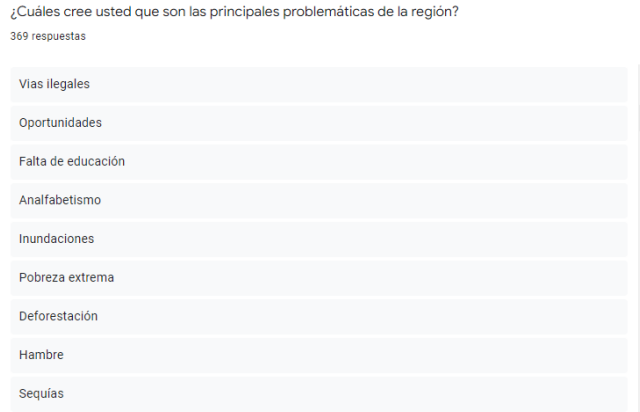 ¿Cuáles cree usted que son las principales problemáticas de la región?
369 respuestas
Vias ilegales
Oportunidades
Falta de educación
Analfabetismo
Inundaciones
Pobreza extrema
Deforestación
Hambre
Sequías